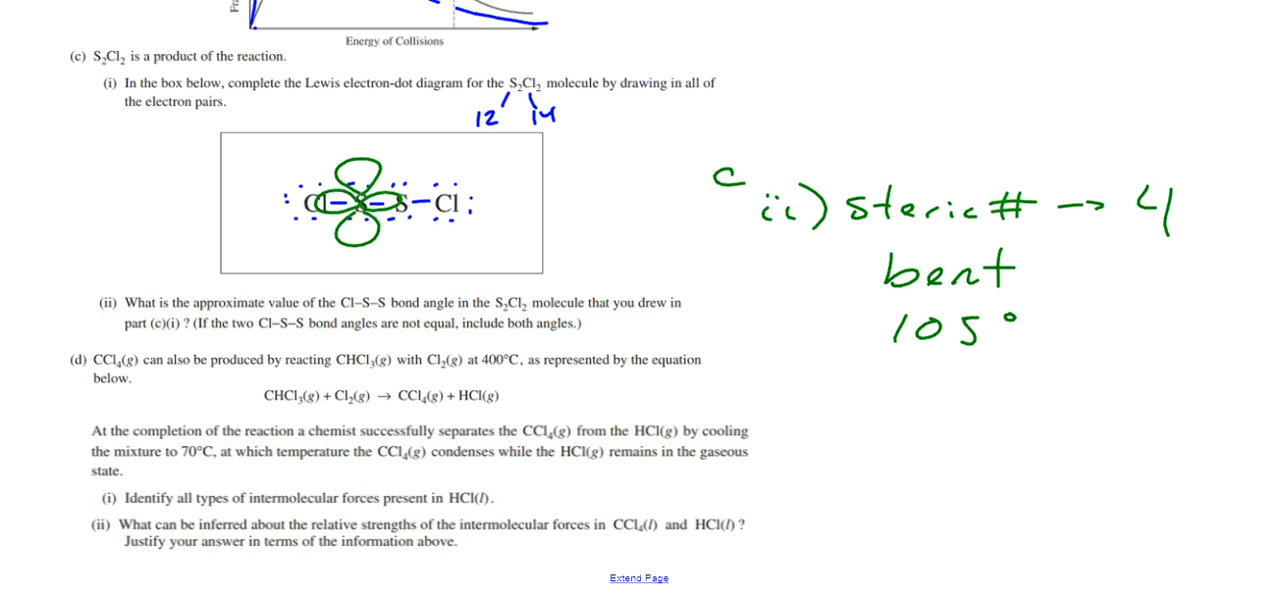 Fra
Energy of Collisions
(c) S₂Cl₂ is a product of the reaction.
(i) In the box below, complete the Lewis electron-dot diagram for the S₂Cl₂ molecule by drawing in all of
the electron pairs.
12 14
Cl–S–S–Cl
c
ii) steric # → 4
bent
105°
(ii) What is the approximate value of the Cl–S–S bond angle in the S₂Cl₂ molecule that you drew in
part (c)(i) ? (If the two Cl–S–S bond angles are not equal, include both angles.)
(d) CCl₄(g) can also be produced by reacting CHCl₃(g) with Cl₂(g) at 400°C, as represented by the equation
below.
CHCl₃(g) + Cl₂(g) → CCl₄(g) + HCl(g)
At the completion of the reaction a chemist successfully separates the CCl₄(g) from the HCl(g) by cooling
the mixture to 70°C, at which temperature the CCl₄(g) condenses while the HCl(g) remains in the gaseous
state.
(i) Identify all types of intermolecular forces present in HCl(l).
(ii) What can be inferred about the relative strengths of the intermolecular forces in CCl₄(l) and HCl(l) ?
Justify your answer in terms of the information above.
Extend Page